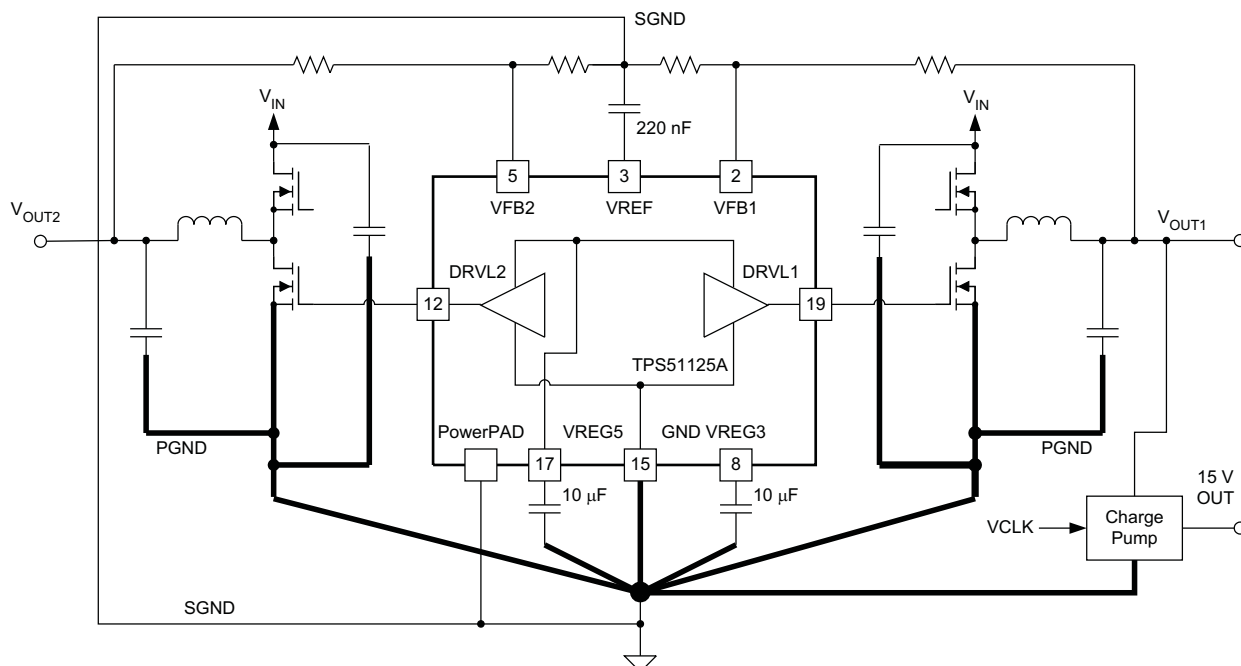 SGND
V_IN
V_IN
220 nF
5
3
2
VFB2
VREF
VFB1
V_OUT2
V_OUT1
DRVL2
DRVL1
12
19
TPS51125A
PowerPAD
VREG5
GND
VREG3
PGND
PGND
17
15
8
10 μF
10 μF
15 V
OUT
VCLK
Charge
Pump
SGND